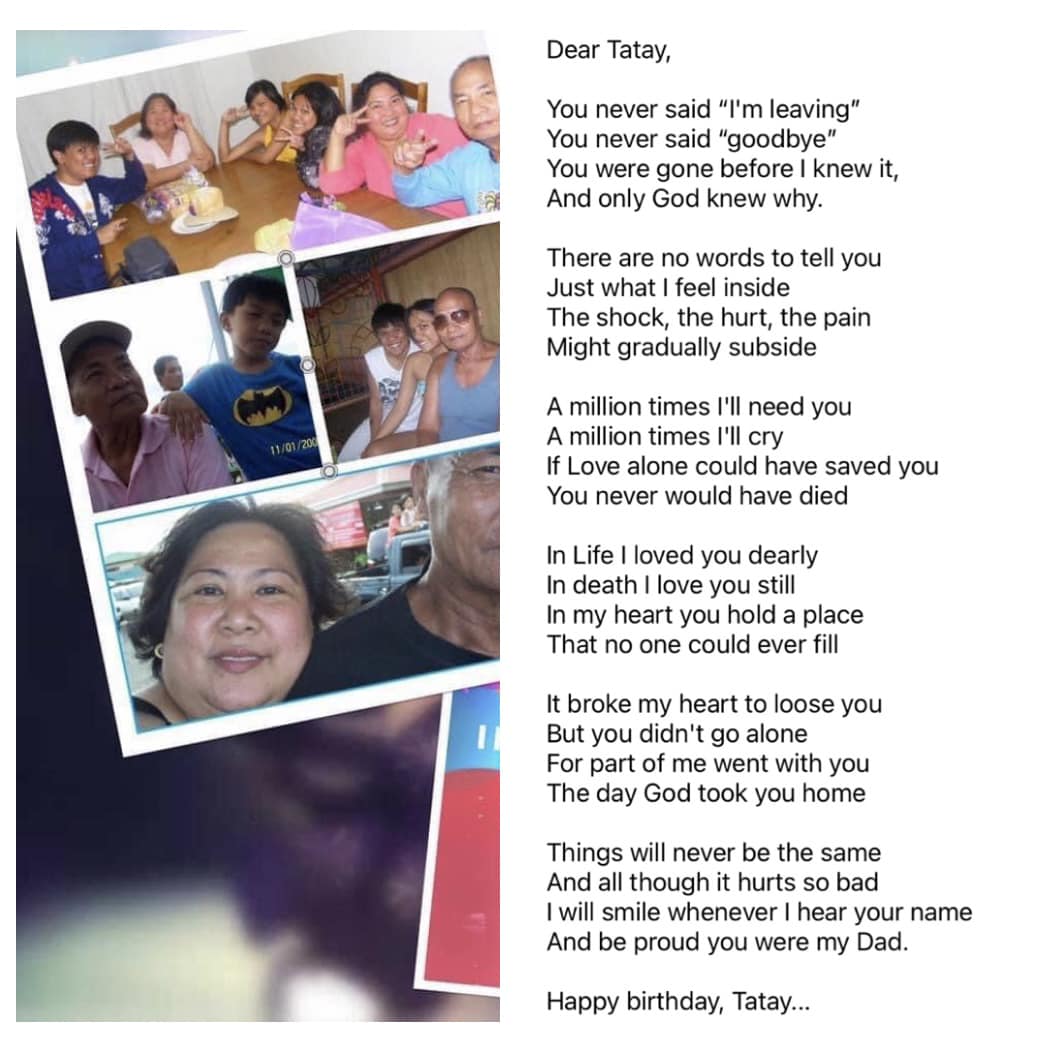 Dear Tatay,
You never said “I'm leaving”
You never said “goodbye”
You were gone before I knew it,
And only God knew why.
There are no words to tell you
Just what I feel inside
The shock, the hurt, the pain
Might gradually subside
A million times I'll need you
A million times I'll cry
If Love alone could have saved you
You never would have died
In Life I loved you dearly
In death I love you still
In my heart you hold a place
That no one could ever fill
It broke my heart to loose you
But you didn't go alone
For part of me went with you
The day God took you home
Things will never be the same
And all though it hurts so bad
I will smile whenever I hear your name
And be proud you were my Dad.
Happy birthday, Tatay...